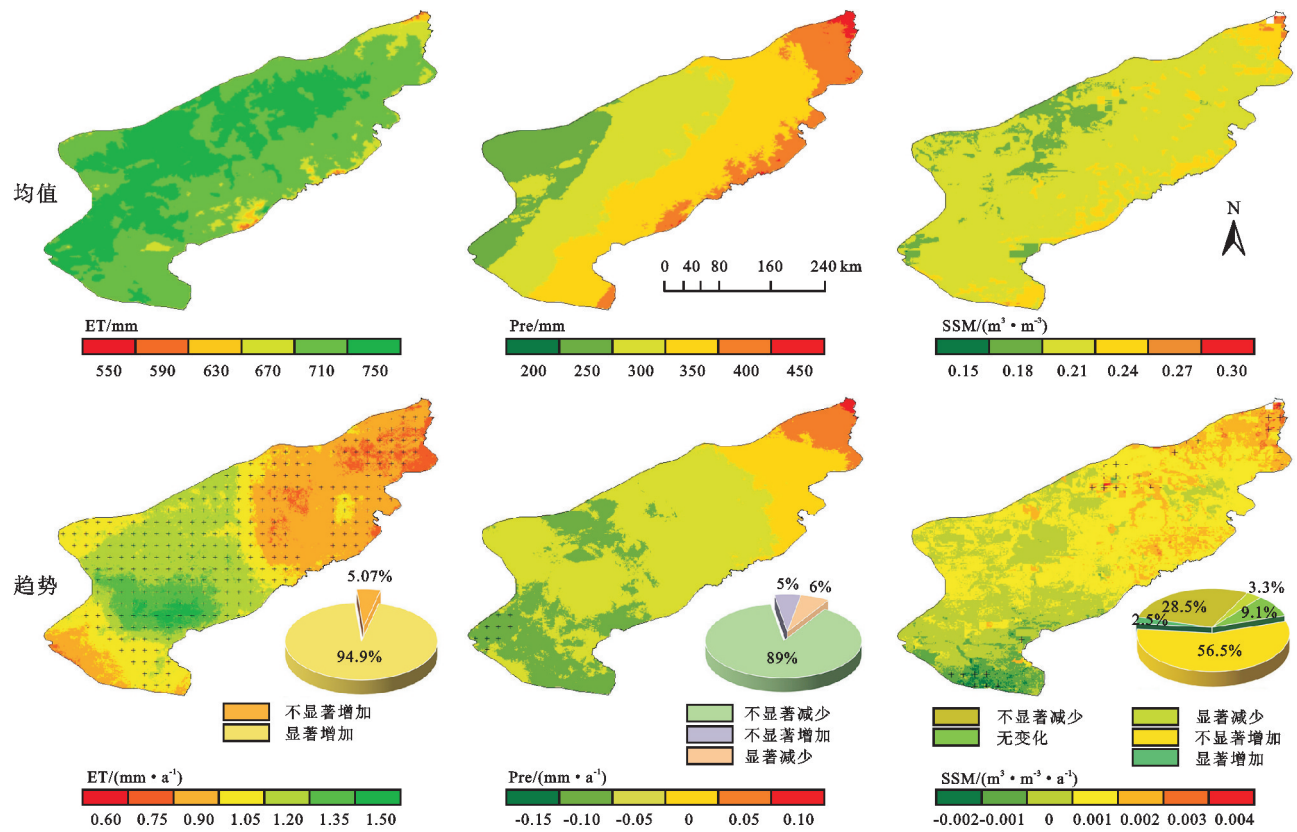 均值
N
0 40 80 160 240 km
ET/mm
550 590 630 670 710 750
Pre/mm
200 250 300 350 400 450
SSM/(m³·m⁻³)
0.15 0.18 0.21 0.24 0.27 0.30
趋势
5.07%
94.9%
不显著增加
显著增加
5% 6%
89%
不显著减少
不显著增加
显著减少
28.5% 3.3%
2.5% 9.1%
56.5%
不显著减少 显著减少
无变化 不显著增加
显著增加
ET/(mm·a⁻¹)
0.60 0.75 0.90 1.05 1.20 1.35 1.50
Pre/(mm·a⁻¹)
-0.15 -0.10 -0.05 0 0.05 0.10
SSM/(m³·m⁻³·a⁻¹)
-0.002 -0.001 0 0.001 0.002 0.003 0.004